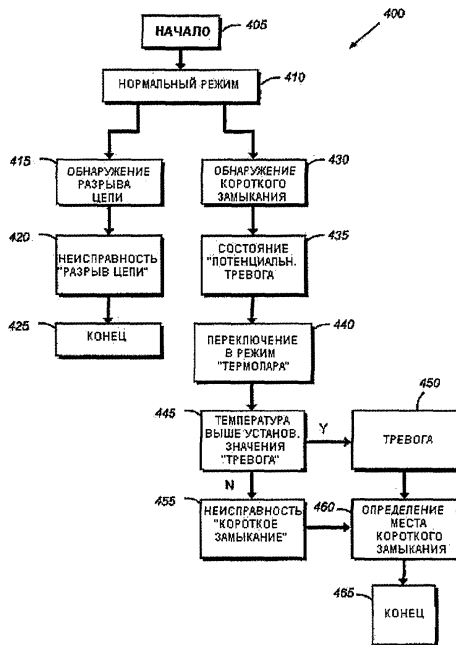 НАЧАЛО
405
400
НОРМАЛЬНЫЙ РЕЖИМ
410
415
ОБНАРУЖЕНИЕ
РАЗРЫВА
ЦЕПИ
430
ОБНАРУЖЕНИЕ
КОРОТКОГО
ЗАМЫКАНИЯ
420
НЕИСПРАВНОСТЬ
"РАЗРЫВ ЦЕПИ"
435
СОСТОЯНИЕ
"ПОТЕНЦИАЛЬН.
ТРЕВОГА
425
КОНЕЦ
440
ПЕРЕКЛЮЧЕНИЕ
В РЕЖИМ
"ТЕРМОПАРА"
445
ТЕМПЕРАТУРА
ВЫШЕ УСТАНОВ.
ЗНАЧЕНИЯ
"ТРЕВОГА"
Y
450
ТРЕВОГА
N
455
НЕИСПРАВНОСТЬ
"КОРОТКОЕ
ЗАМЫКАНИЕ"
460
ОПРЕДЕЛЕНИЕ
МЕСТА
КОРОТКОГО
ЗАМЫКАНИЯ
465
КОНЕЦ